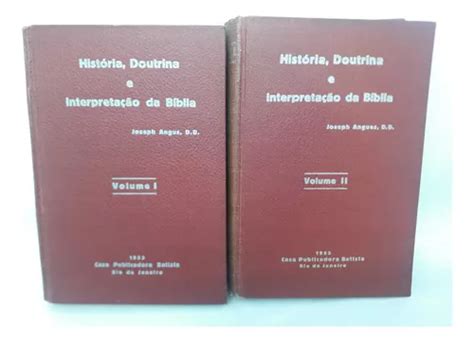 História, Doutrina
e
Interpretação da Bíblia
Joseph Angus, D.D.
Volume I
1953
Casa Publicadora Batista
Rio de Janeiro
História, Doutrina
e
Interpretação da Bíblia
Joseph Angus, D.D.
Volume II
1953
Casa Publicadora Batista
Rio de Janeiro